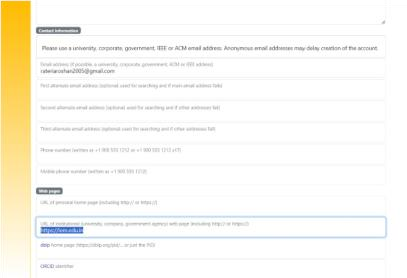 Contact information
Please use a university, corporate, government, IEEE or ACM email address. Anonymous email addresses may delay creation of the account.
Email address (if possible, a university, corporate, government, ACM or IEEE address)
rateriaroshan2005@gmail.com
First alternate email address (optional: used for searching and if main email address fails)
Second alternate email address (optional: used for searching and if other addresses fail)
Third alternate email address (optional: used for searching and if other addresses fail)
Phone number (written as +1 900 555 1212 or +1 900 555 1212 x17)
Mobile phone number (written as +1 900 555 1212)
Web pages
URL of personal home page (including http:// or https://)
URL of institutional (university, company, government agency) web page (including http:// or https://)
https://iem.edu.in
dblp home page (https://dblp.org/pid/... or just the PID)
ORCID identifier